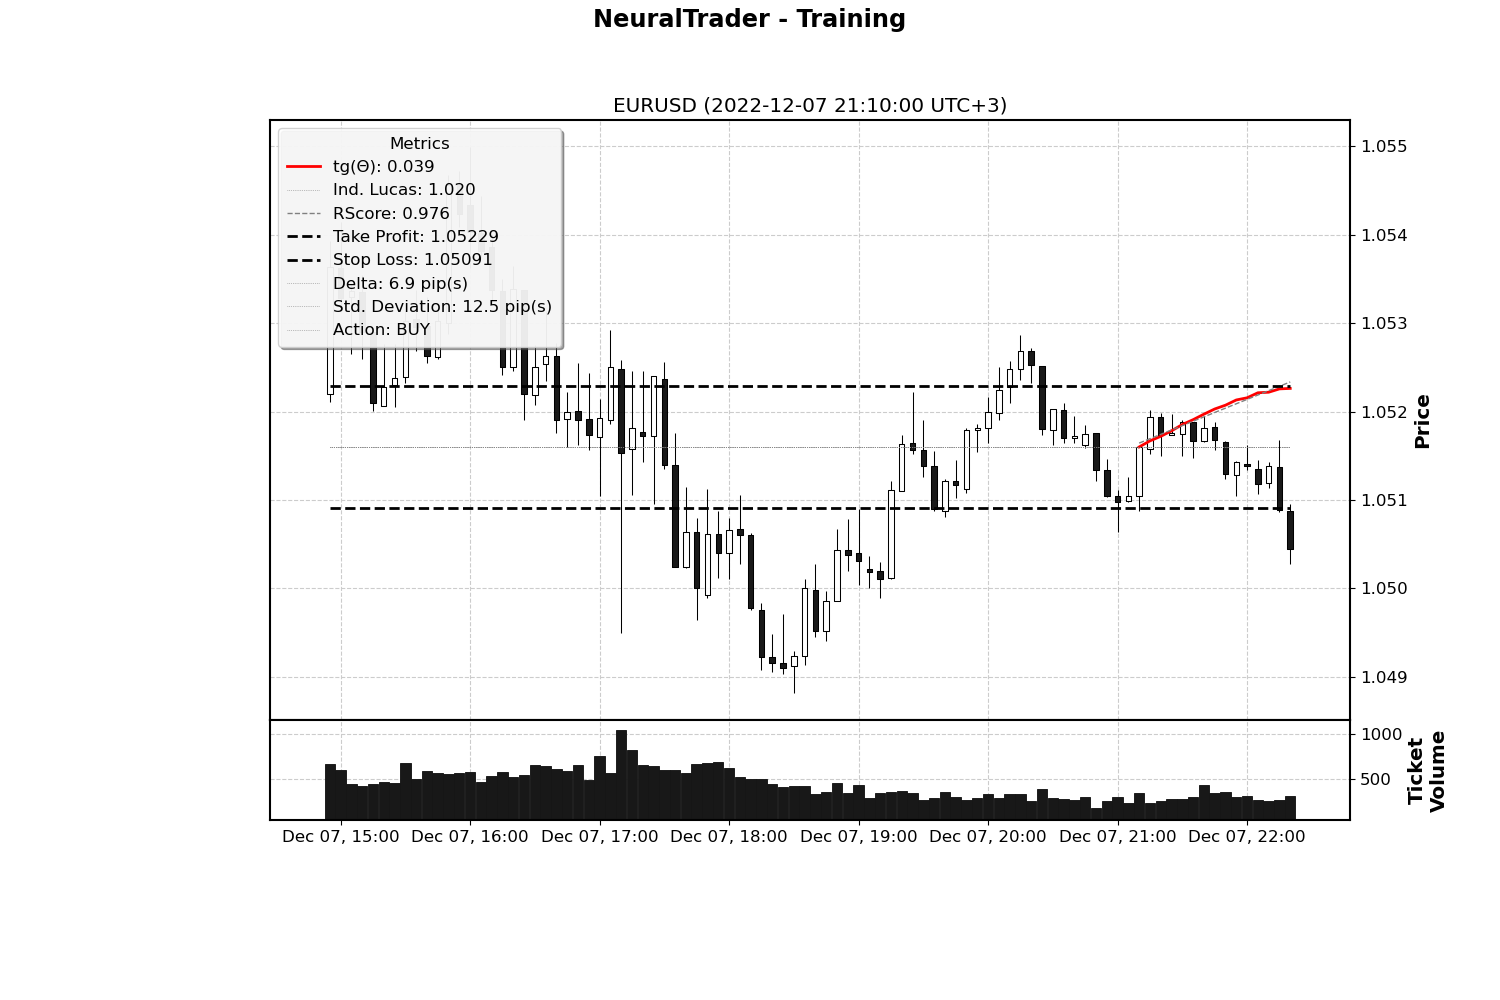 NeuralTrader - Training
EURUSD (2022-12-07 21:10:00 UTC+3)
Metrics
tg(Θ): 0.039
Ind. Lucas: 1.020
RScore: 0.976
Take Profit: 1.05229
Stop Loss: 1.05091
Delta: 6.9 pip(s)
Std. Deviation: 12.5 pip(s)
Action: BUY
1.055
1.054
1.053
1.052
1.051
1.050
1.049
Price
1000
500
Ticket
Volume
Dec 07, 15:00
Dec 07, 16:00
Dec 07, 17:00
Dec 07, 18:00
Dec 07, 19:00
Dec 07, 20:00
Dec 07, 21:00
Dec 07, 22:00